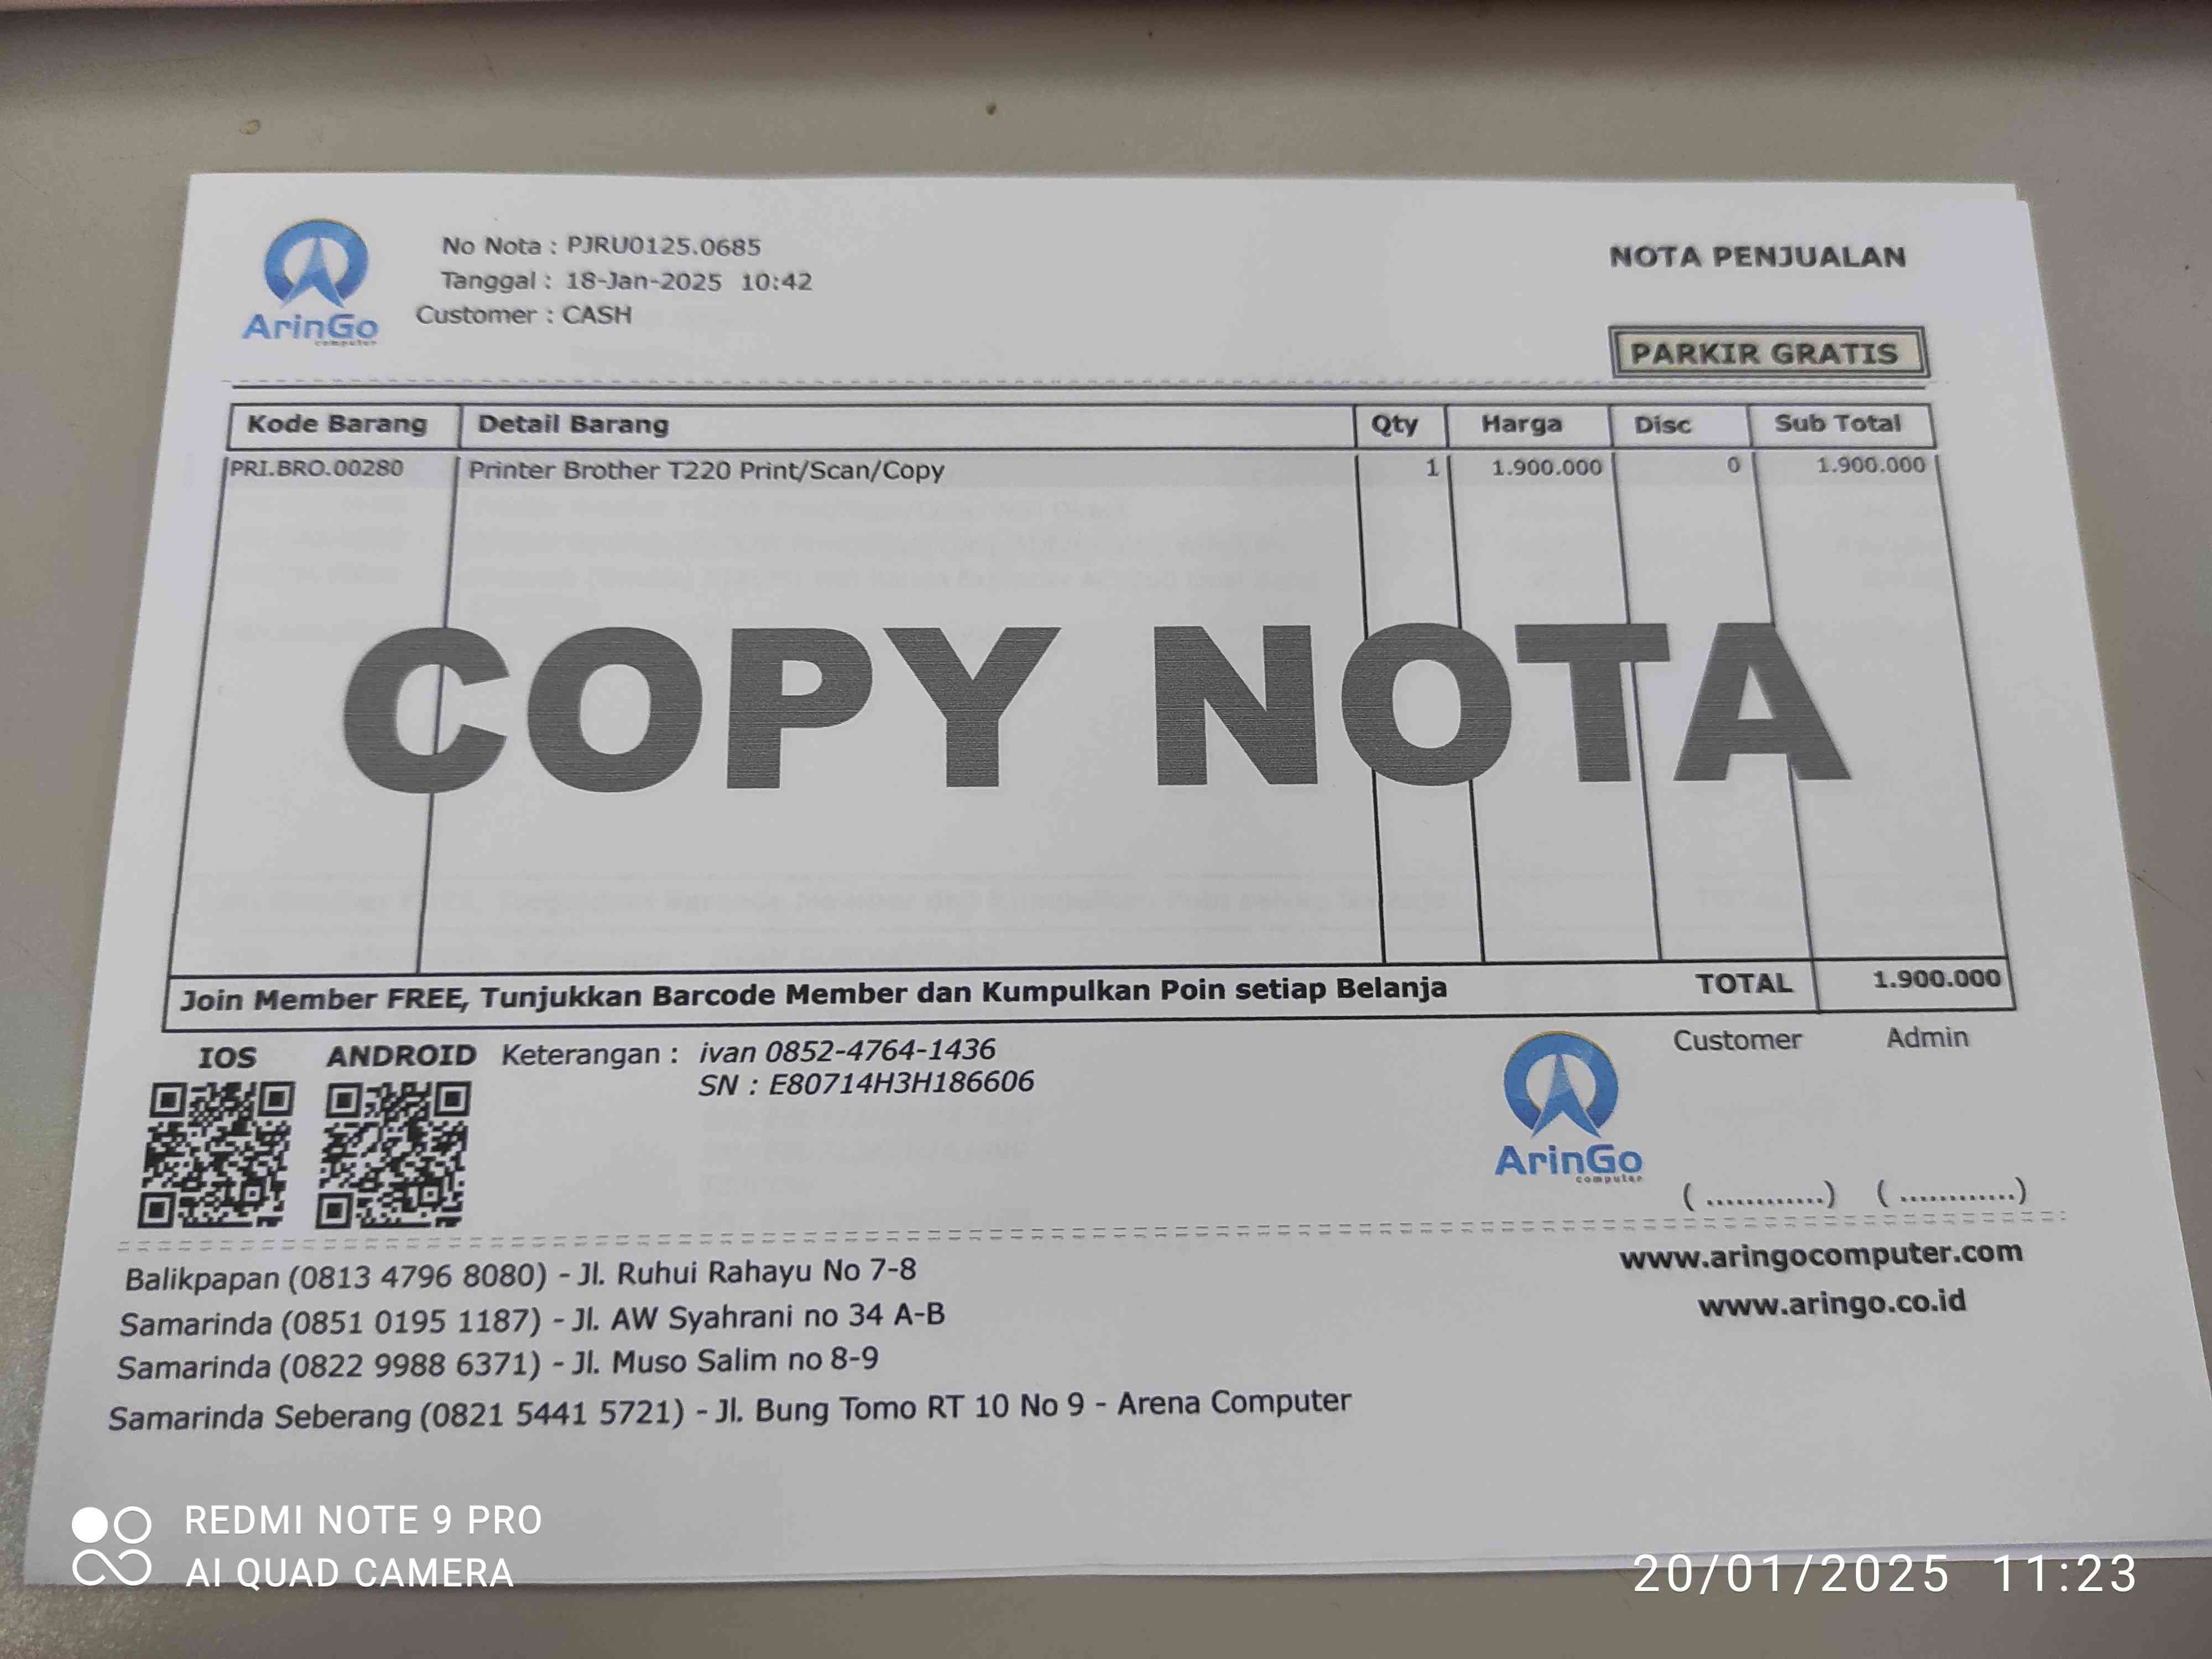 ArinGo
computer
No Nota : PJRU0125.0685
Tanggal : 18-Jan-2025 10:42
Customer : CASH
NOTA PENJUALAN
PARKIR GRATIS
Kode Barang Detail Barang Qty Harga Disc Sub Total
PRI.BRO.00280 Printer Brother T220 Print/Scan/Copy 1 1.900.000 0 1.900.000
COPY NOTA
Join Member FREE, Tunjukkan Barcode Member dan Kumpulkan Poin setiap Belanja TOTAL 1.900.000
IOS ANDROID Keterangan : ivan 0852-4764-1436
SN : E80714H3H186606
ArinGo
computer
Customer Admin
( ............) ( ............)
Balikpapan (0813 4796 8080) - Jl. Ruhui Rahayu No 7-8
Samarinda (0851 0195 1187) - Jl. AW Syahrani no 34 A-B
Samarinda (0822 9988 6371) - Jl. Muso Salim no 8-9
Samarinda Seberang (0821 5441 5721) - Jl. Bung Tomo RT 10 No 9 - Arena Computer
www.aringocomputer.com
www.aringo.co.id
REDMI NOTE 9 PRO
AI QUAD CAMERA
20/01/2025 11:23